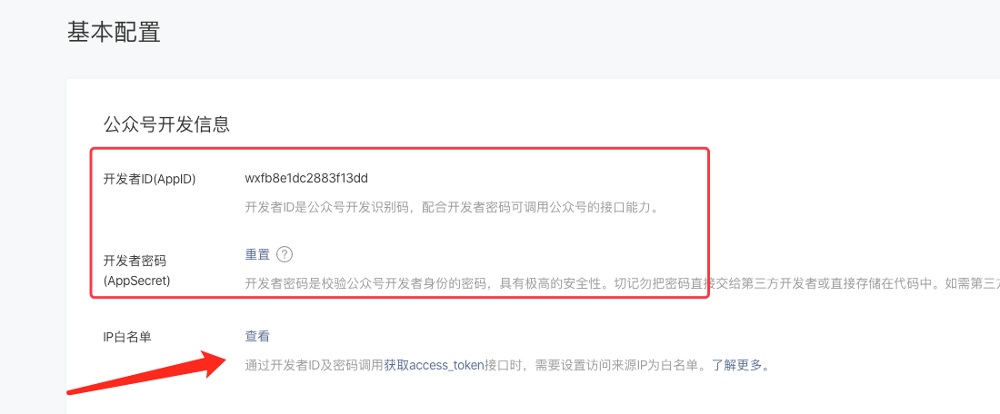 基本配置
公众号开发信息
开发者ID(AppID)
wxfb8e1dc2883f13dd
开发者ID是公众号开发识别码，配合开发者密码可调用公众号的接口能力。
开发者密码
(AppSecret)
重置 ?
开发者密码是校验公众号开发者身份的密码，具有极高的安全性。切记勿把密码直接交给第三方开发者或直接存储在代码中。如需第三
IP白名单
查看
通过开发者ID及密码调用获取access_token接口时，需要设置访问来源IP为白名单。了解更多。